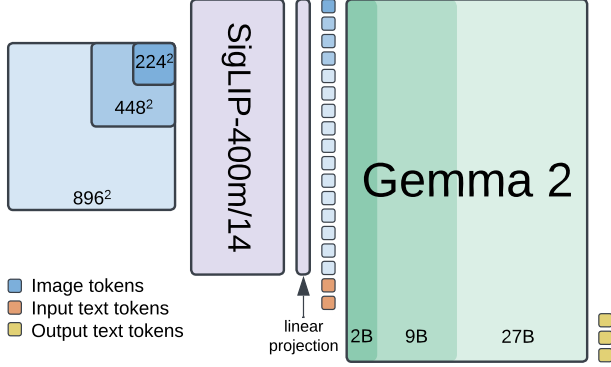 224²
448²
896²
SigLIP-400m/14
Gemma 2
Image tokens
Input text tokens
Output text tokens
linear
projection
2B
9B
27B